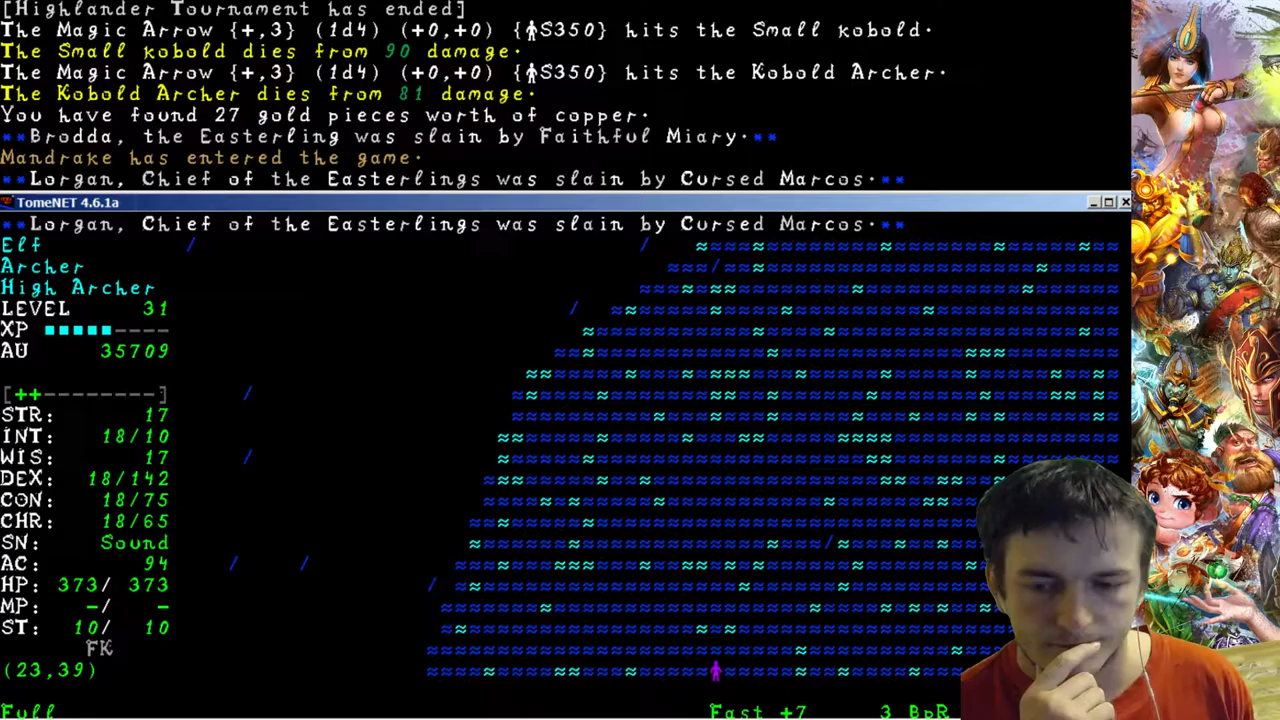 [Highlander Tournament has ended]
The Magic Arrow {+,3} (1d4) (+0,+0) {S350} hits the Small kobold.
The Small kobold dies from 90 damage.
The Magic Arrow {+,3} (1d4) (+0,+0) {S350} hits the Kobold Archer.
The Kobold Archer dies from 81 damage.
You have found 27 gold pieces worth of copper.
**Brodda, the Easterling was slain by Faithful Miary.**
Mandrake has entered the game.
**Lorgan, Chief of the Easterlings was slain by Cursed Marcos.**
TomeNET 4.6.1a
**Lorgan, Chief of the Easterlings was slain by Cursed Marcos.**
Elf
Archer
High Archer
LEVEL 31
XP
AU 35709
[++--------]
STR: 17
INT: 18/10
WIS: 17
DEX: 18/142
CON: 18/75
CHR: 18/65
SN: Sound
AC: 94
HP: 373/ 373
MP: -/ -
ST: 10/ 10
FK
(23,39)
Full Fast +7 3 BpR